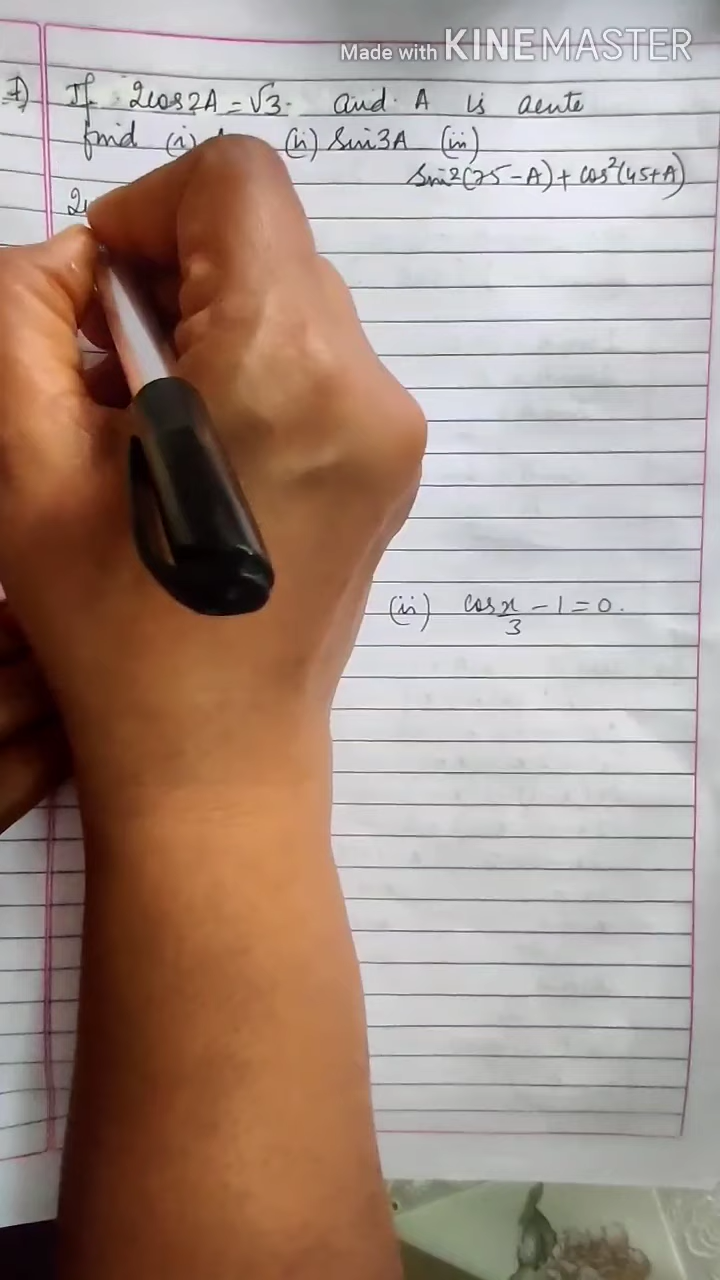 Made with KINEMASTER
7) If 2cos2A = √3. and A is acute
find (i) (ii) Sin3A (iii)
Sin²(75-A) + cos²(45+A)
(ii) cos x/3 - 1 = 0.